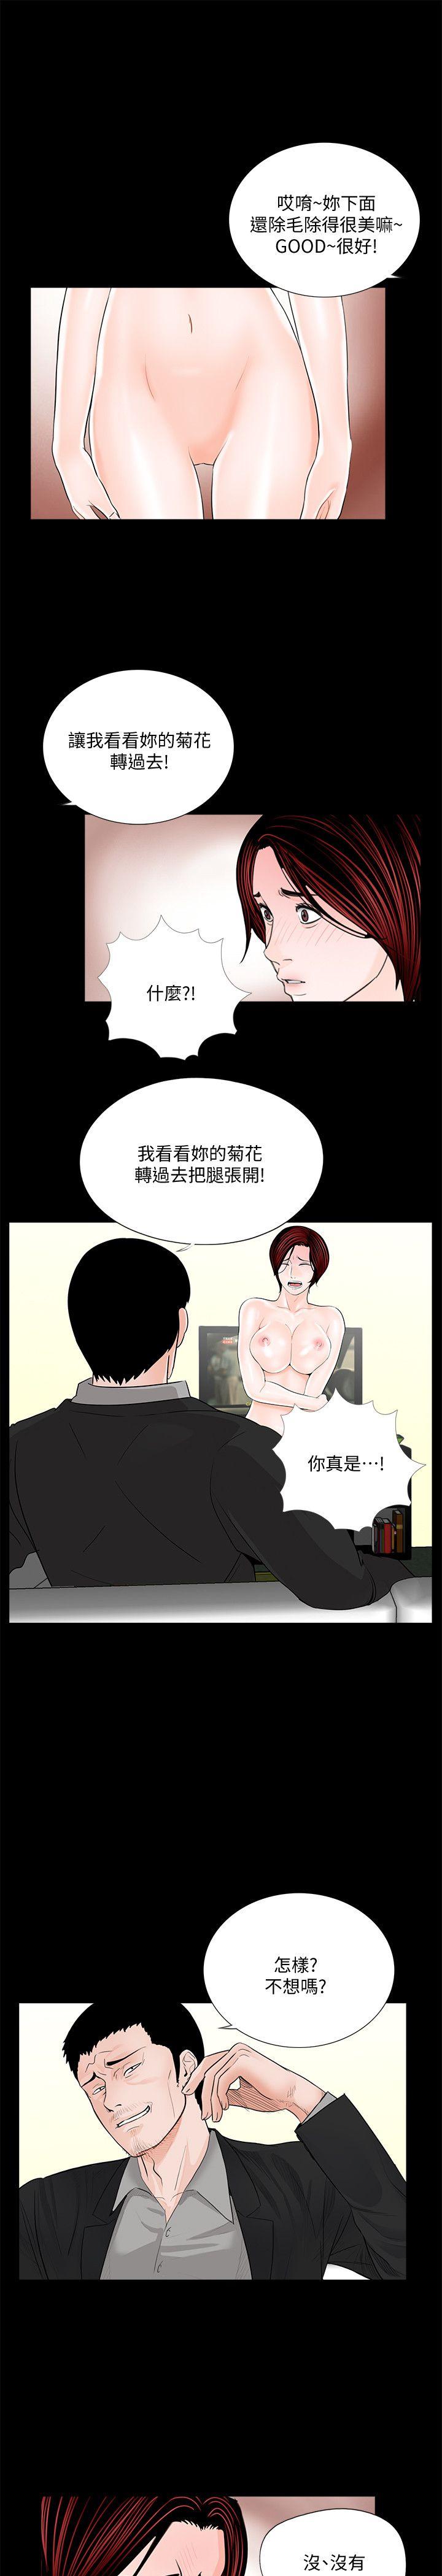 哎唷~妳下面
還除毛除得很美嘛~
GOOD~很好!
讓我看看妳的菊花
轉過去!
什麼?!
我看看妳的菊花
轉過去把腿張開!
你真是…!
怎樣?
不想嗎?
沒、沒有